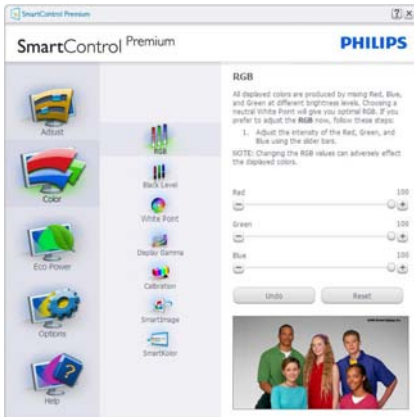 SmartControl Premium
SmartControl Premium
PHILIPS
Adjust
Color
Eco Power
Options
Help
RGB
Black Level
White Point
Display Gamma
Calibration
SmartImage
SmartKolor
RGB
All displayed colors are produced by mixing Red, Blue,
and Green at different brightness levels. Choosing a
neutral White Point will give you optimal RGB. If you
prefer to adjust the RGB now, follow these steps:
1. Adjust the intensity of the Red, Green, and
Blue using the slider bars.
NOTE: Changing the RGB values can adversely effect
the displayed colors.
Red 100
Green 100
Blue 100
Undo Reset